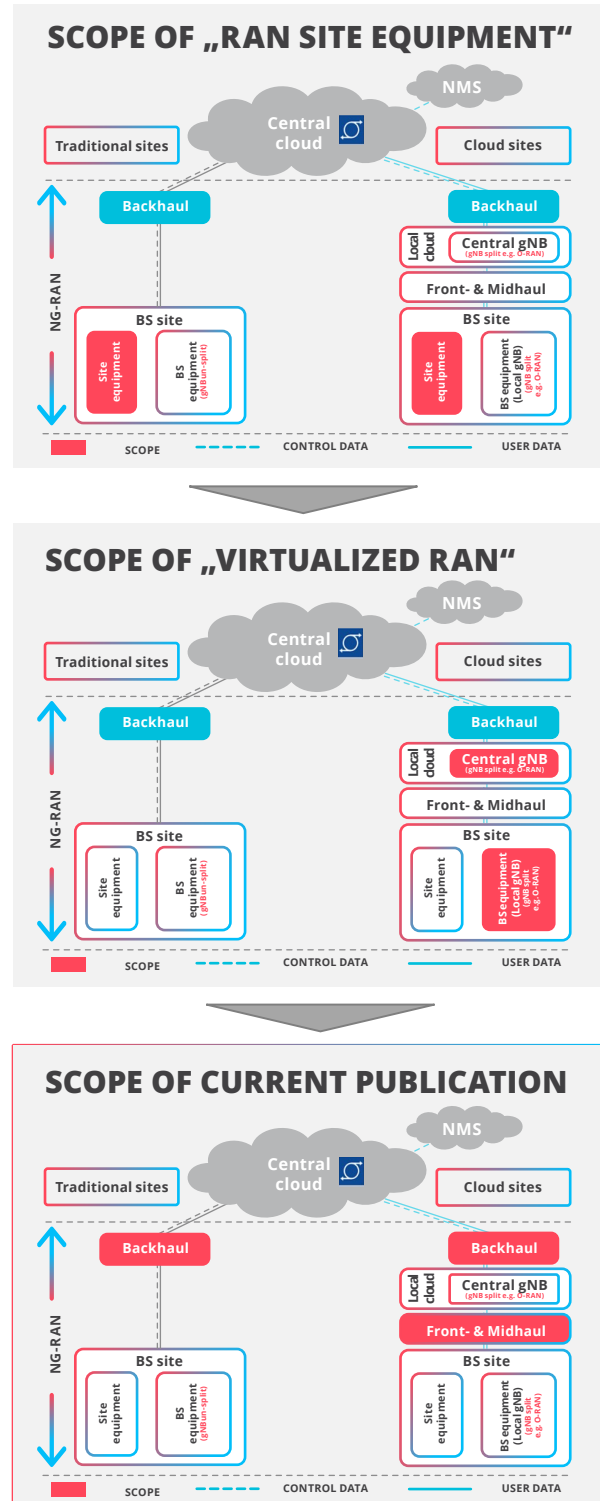 SCOPE OF „RAN SITE EQUIPMENT“
NMS
Central
cloud
Traditional sites
Cloud sites
Backhaul
Backhaul
Local
cloud
Central gNB
(gNB split e.g. O-RAN)
Front- & Midhaul
NG-RAN
BS site
Site
equipment
BS
equipment
(gNBun-split)
BS site
Site
equipment
BS equipment
(Local gNB)
(gNB split
e.g. O-RAN)
SCOPE
CONTROL DATA
USER DATA
SCOPE OF „VIRTUALIZED RAN“
NMS
Central
cloud
Traditional sites
Cloud sites
Backhaul
Backhaul
Local
cloud
Central gNB
(gNB split e.g. O-RAN)
Front- & Midhaul
NG-RAN
BS site
Site
equipment
BS
equipment
(gNBun-split)
BS site
Site
equipment
BS equipment
(Local gNB)
(gNB split
e.g. O-RAN)
SCOPE
CONTROL DATA
USER DATA
SCOPE OF CURRENT PUBLICATION
NMS
Central
cloud
Traditional sites
Cloud sites
Backhaul
Backhaul
Local
cloud
Central gNB
(gNB split e.g. O-RAN)
Front- & Midhaul
NG-RAN
BS site
Site
equipment
BS
equipment
(gNBun-split)
BS site
Site
equipment
BS equipment
(Local gNB)
(gNB split
e.g. O-RAN)
SCOPE
CONTROL DATA
USER DATA